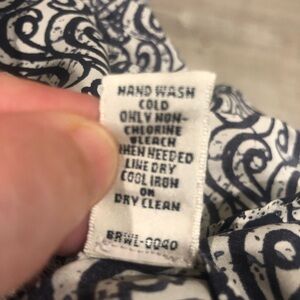 HAND WASH
COLD
ONLY NON-
CHLORINE
BLEACH
WHEN NEEDED
LINE DRY
COOL IRON
OR
DRY CLEAN
BRWL-0040